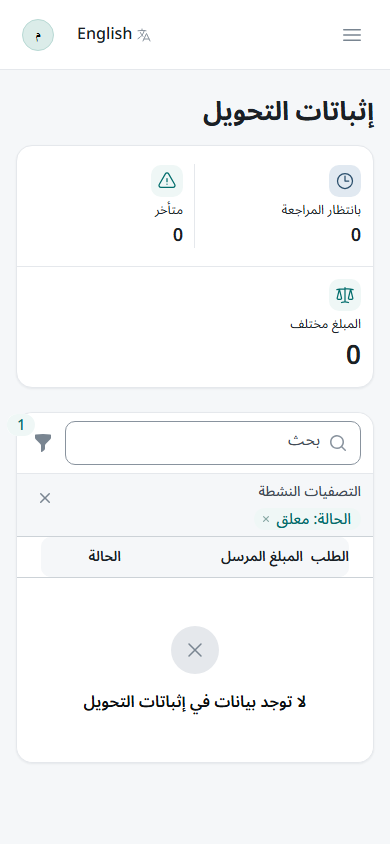 English
م
إثباتات التحويل
بانتظار المراجعة
0
متأخر
0
المبلغ مختلف
0
بحث
1
التصفيات النشطة
الحالة: معلق ×
الطلب المبلغ المرسل الحالة
لا توجد بيانات في إثباتات التحويل